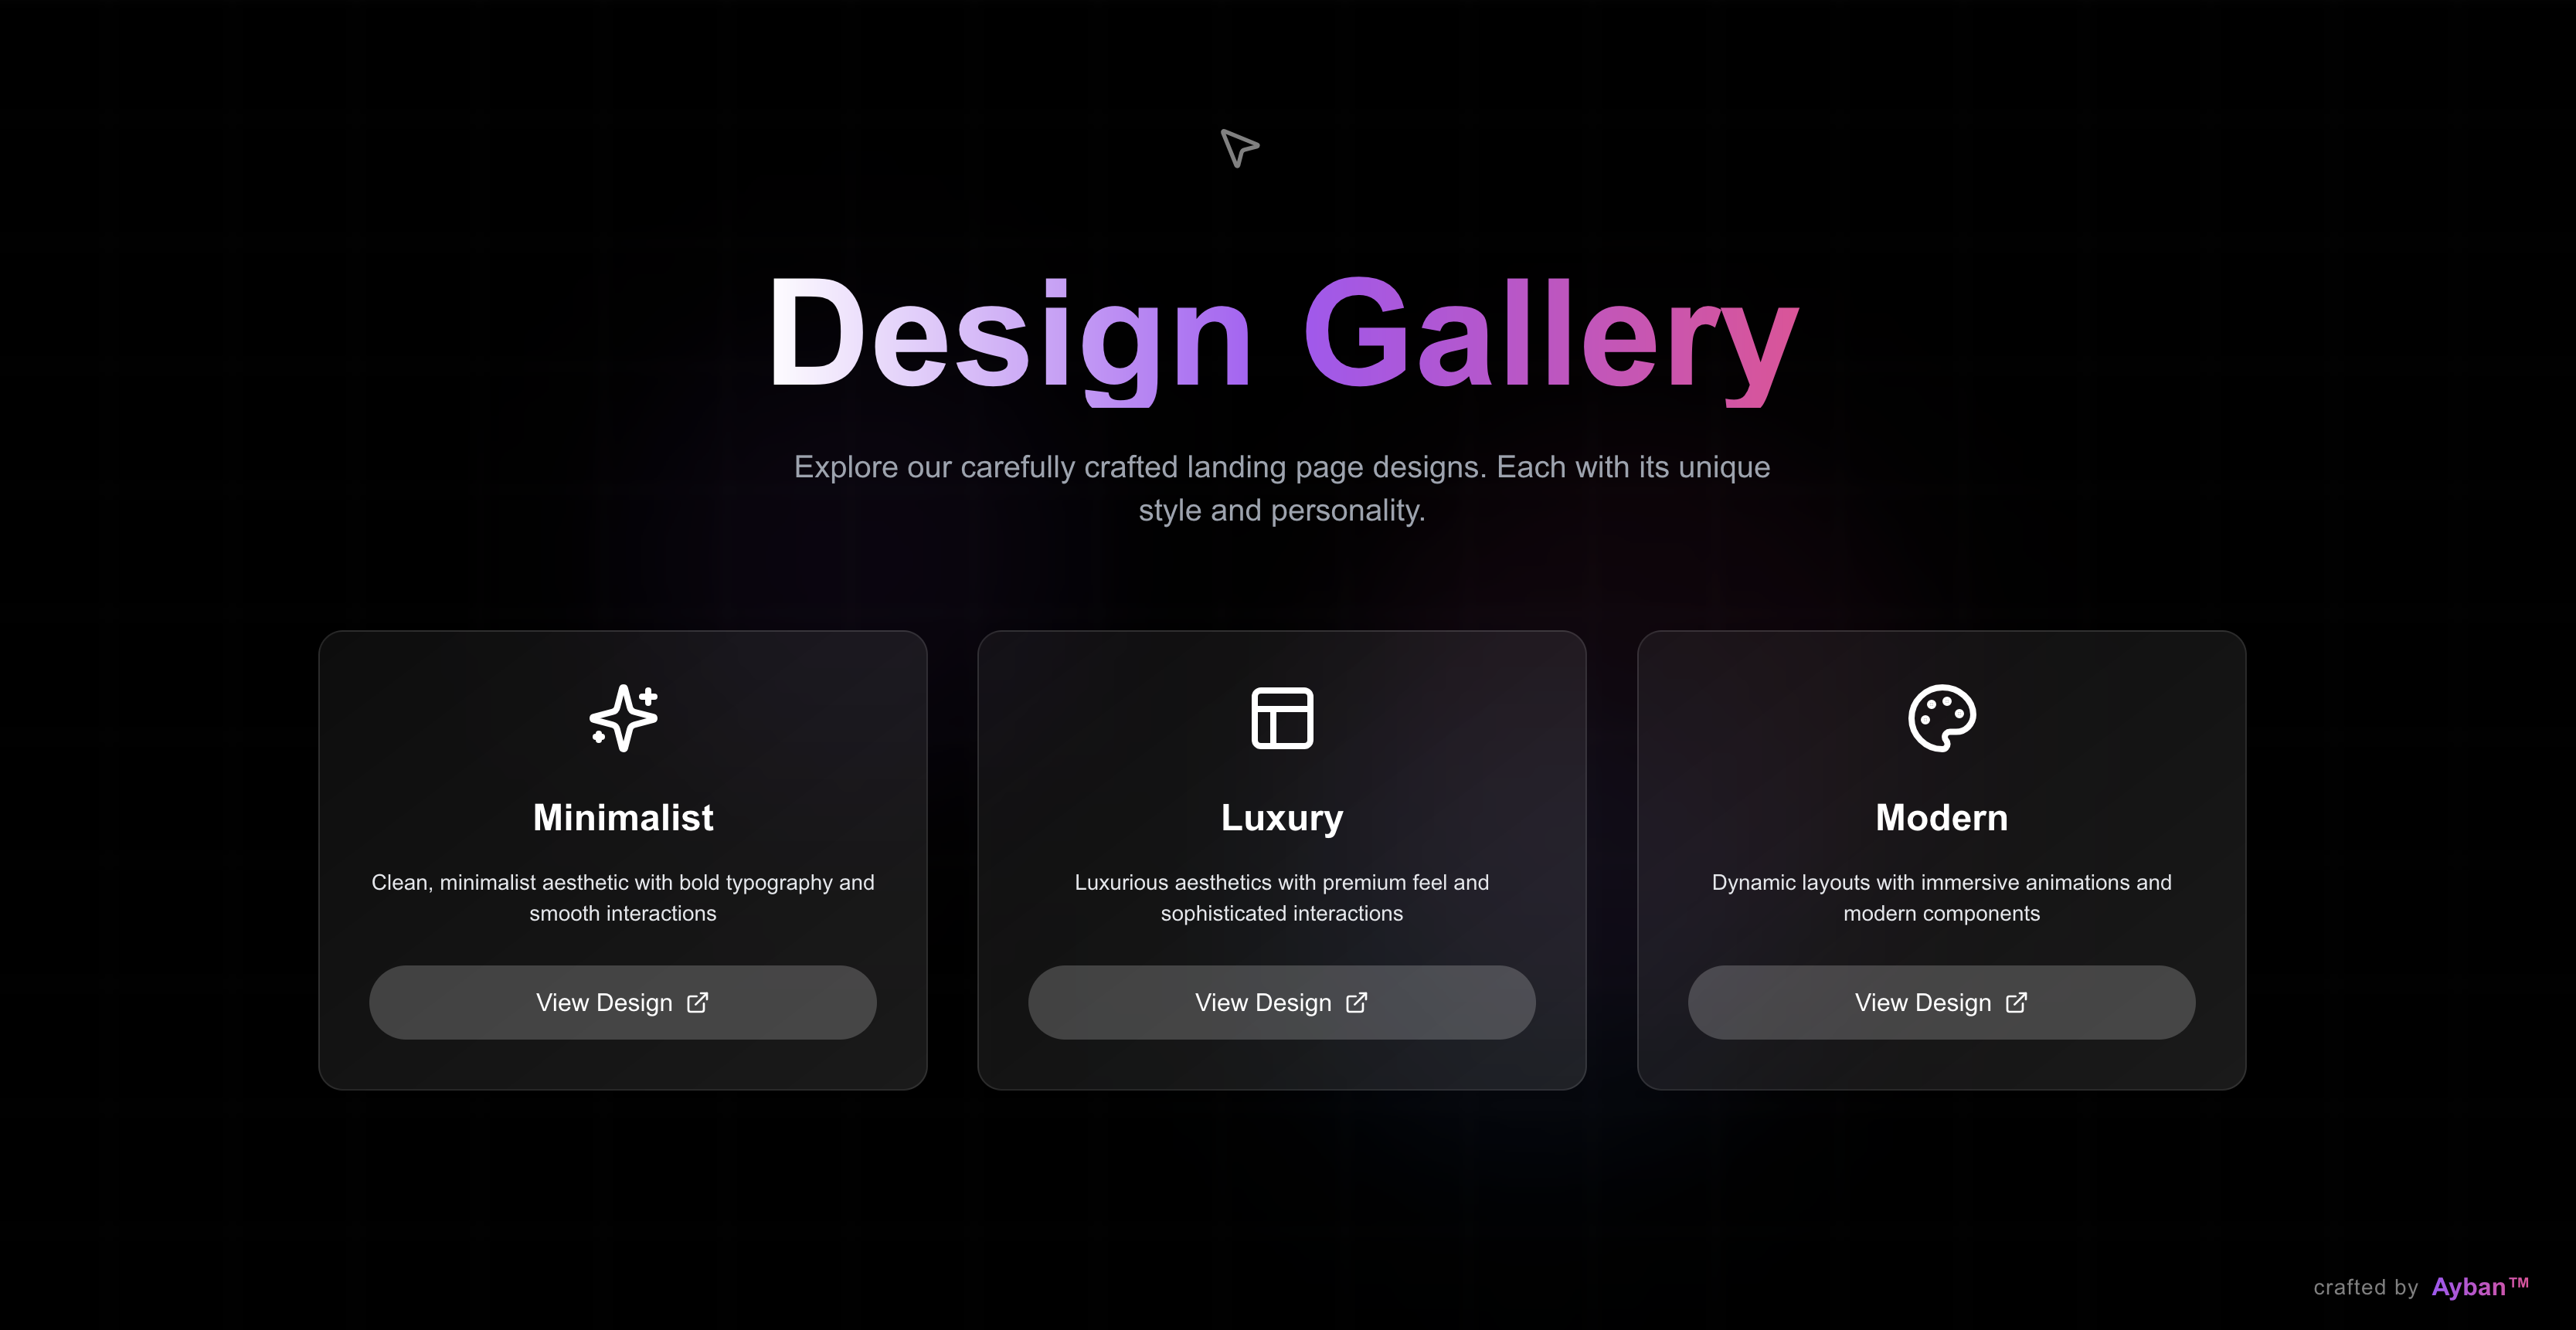 Design Gallery
Explore our carefully crafted landing page designs. Each with its unique
style and personality.
Minimalist
Clean, minimalist aesthetic with bold typography and
smooth interactions
View Design
Luxury
Luxurious aesthetics with premium feel and
sophisticated interactions
View Design
Modern
Dynamic layouts with immersive animations and
modern components
View Design
crafted by Ayban™